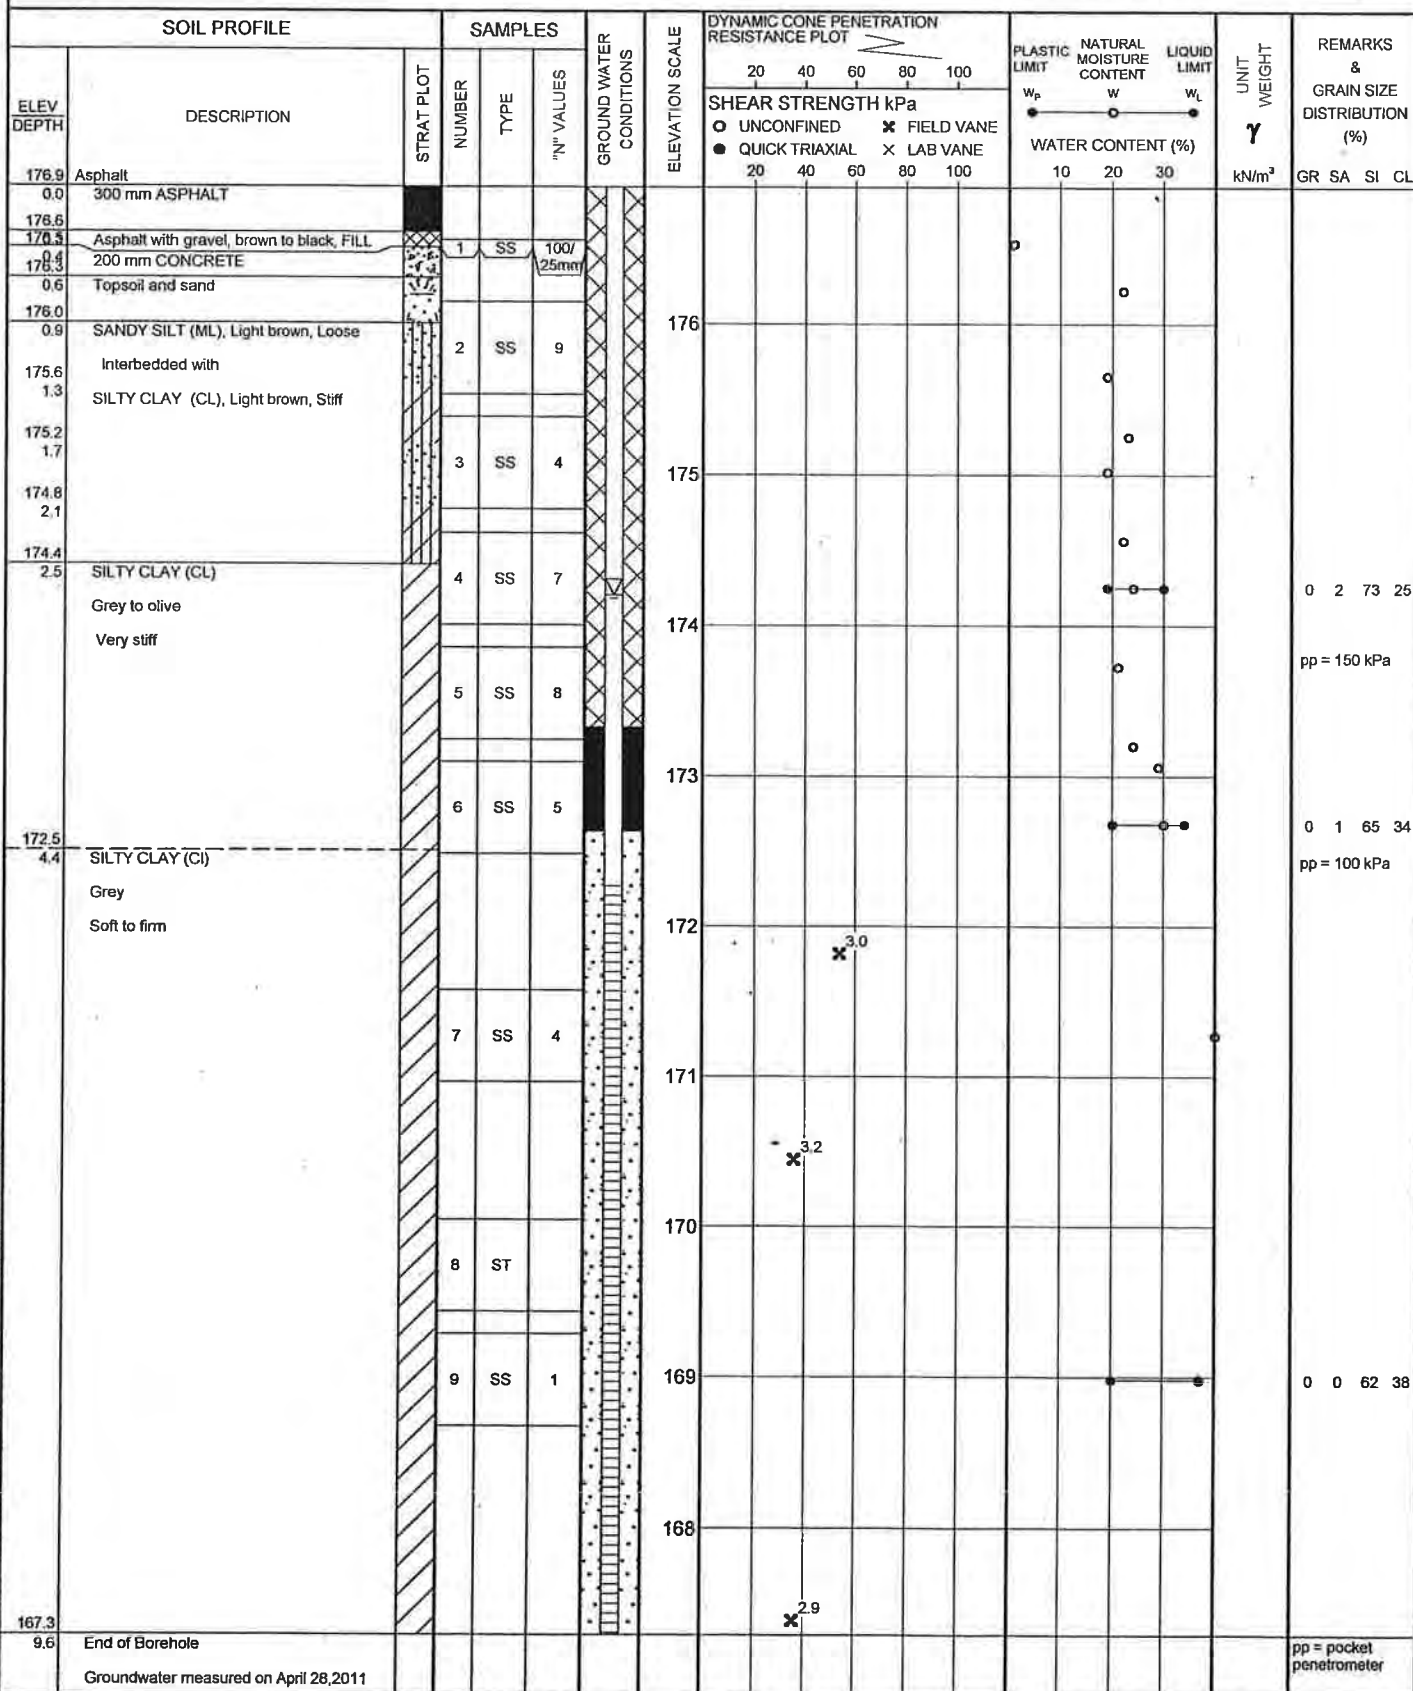 SOIL PROFILE
SAMPLES
GROUND WATER CONDITIONS
ELEVATION SCALE
DYNAMIC CONE PENETRATION
RESISTANCE PLOT
20 40 60 80 100
PLASTIC LIMIT
NATURAL MOISTURE CONTENT
LIQUID LIMIT
UNIT WEIGHT
REMARKS
&
GRAIN SIZE
DISTRIBUTION
(%)
ELEV
DEPTH
DESCRIPTION
STRAT PLOT
NUMBER
TYPE
"N" VALUES
SHEAR STRENGTH kPa
O UNCONFINED ✖ FIELD VANE
● QUICK TRIAXIAL × LAB VANE
20 40 60 80 100
wP w wL
WATER CONTENT (%)
10 20 30
γ
kN/m³
GR SA SI CL
176.9 Asphalt
0.0 300 mm ASPHALT
176.6
176.5 Asphalt with gravel, brown to black, FILL
1 SS 100/
25mm
0.4 200 mm CONCRETE
176.3
0.6 Topsoil and sand
176.0
0.9 SANDY SILT (ML), Light brown, Loose
176
2 SS 9
Interbedded with
175.6
1.3 SILTY CLAY (CL), Light brown, Stiff
175.2
1.7
3 SS 4
175
174.8
2.1
174.4
2.5 SILTY CLAY (CL)
4 SS 7
0 2 73 25
Grey to olive
174
Very stiff
pp = 150 kPa
5 SS 8
173
6 SS 5
0 1 65 34
172.5
4.4 SILTY CLAY (CI)
pp = 100 kPa
Grey
Soft to firm
172
3.0
7 SS 4
171
3.2
170
8 ST
169
9 SS 1
0 0 62 38
168
2.9
167.3
9.6 End of Borehole
pp = pocket
penetrometer
Groundwater measured on April 28,2011